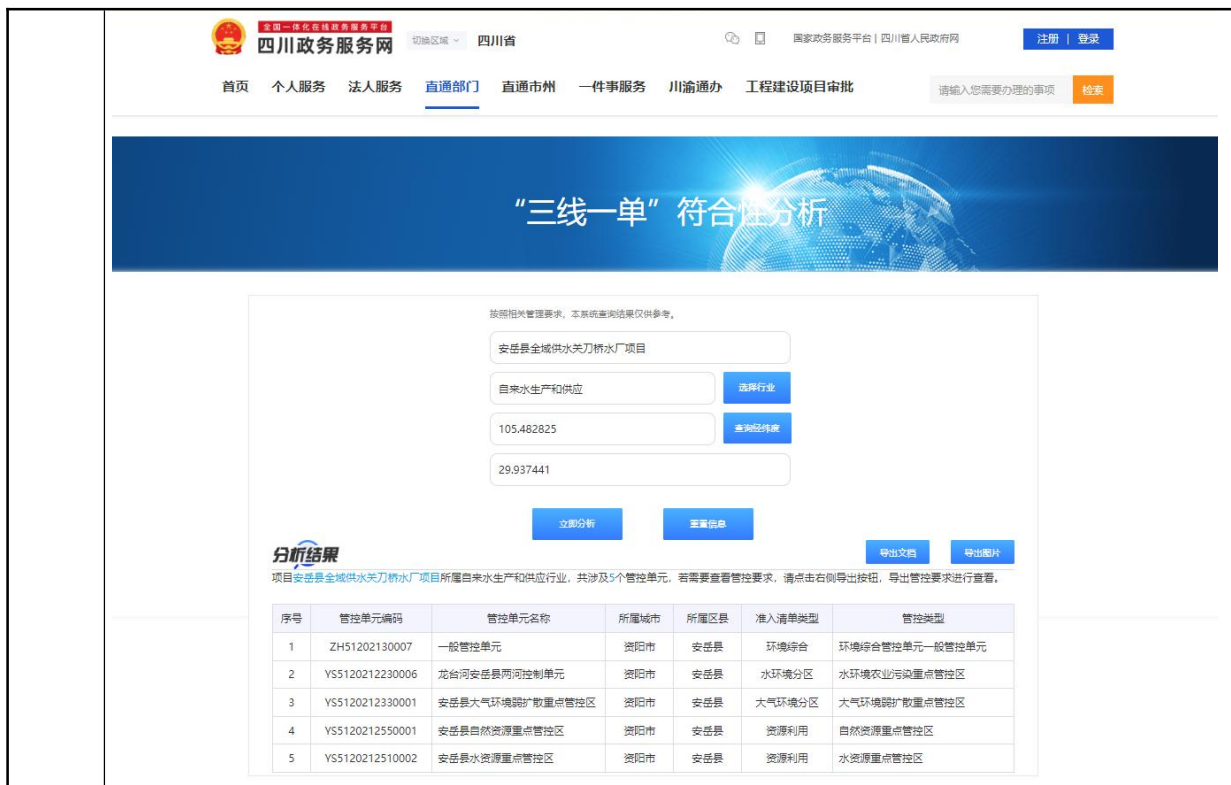 全国一体化在线政务服务平台
四川政务服务网 切换区域 四川省 国家政务服务平台 | 四川省人民政府网 注册 | 登录
首页 个人服务 法人服务 直通部门 直通市州 一件事服务 川渝通办 工程建设项目审批 请输入您需要办理的事项 检索
“三线一单”符合性分析
按照相关管理要求，本系统查询结果仅供参考。
安岳县全域供水关刀桥水厂项目
自来水生产和供应 选择行业
105.482825 查询经纬度
29.937441
立即分析 重置信息
分析结果 导出文档 导出图片
项目安岳县全域供水关刀桥水厂项目所属自来水生产和供应行业，共涉及5个管控单元，若需要查看管控要求，请点击右侧导出按钮，导出管控要求进行查看。
序号 管控单元编码 管控单元名称 所属城市 所属区县 准入清单类型 管控类型
1 ZH51202130007 一般管控单元 资阳市 安岳县 环境综合 环境综合管控单元一般管控单元
2 YS5120212230006 龙台河安岳县两河控制单元 资阳市 安岳县 水环境分区 水环境农业污染重点管控区
3 YS5120212330001 安岳县大气环境弱扩散重点管控区 资阳市 安岳县 大气环境分区 大气环境弱扩散重点管控区
4 YS5120212550001 安岳县自然资源重点管控区 资阳市 安岳县 资源利用 自然资源重点管控区
5 YS5120212510002 安岳县水资源重点管控区 资阳市 安岳县 资源利用 水资源重点管控区